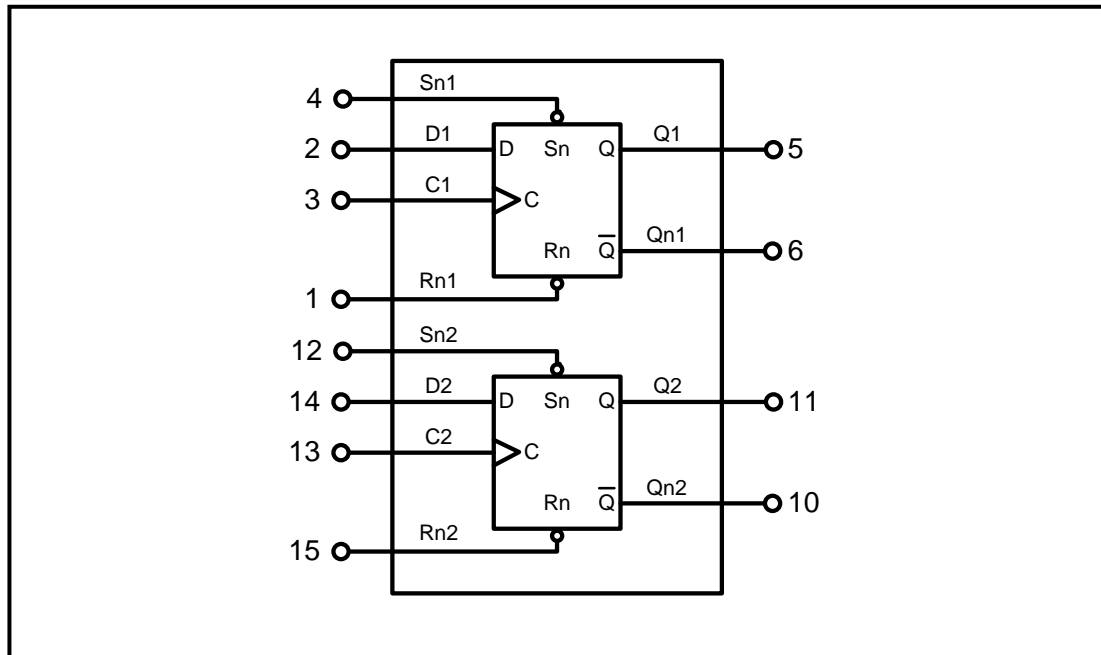 4 Sn1
2 D1 D Sn Q Q1 5
3 C1 C
Rn Q̅ Qn1 6
1 Rn1
12 Sn2
14 D2 D Sn Q Q2 11
13 C2 C
Rn Q̅ Qn2 10
15 Rn2